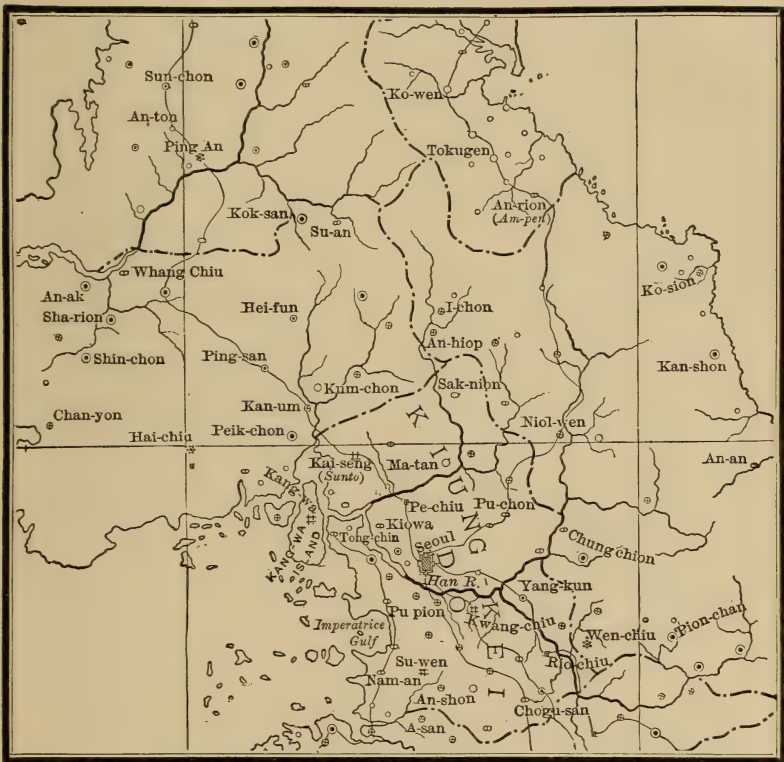 Sun-chon
Ko-wen
An-ton
Ping An
Tokugen
Kok-san
Su-an
An-rion
(Am-pen)
Whang Chiu
An-ak
Ko-sion
Sha-rion
Hei-fun
I-chon
An-hiop
Shin-chon
Ping-san
Kan-shon
Kum-chon
Sak-nion
Chan-yon
Kan-um
Niol-wen
Hai-chiu
Peik-chon
KIUNG-KEI DO
Kai-seng
(Sunto)
Ma-tan
An-an
Kang-wa
Pe-chiu
Pu-chon
KANG-WA ISLAND
Kiowa
Tong-chin
Seoul
Chung-chion
Han R.
Yang-kun
Pu pion
Kwang-chiu
Imperatrice
Gulf
Wen-chiu
Pion-chan
Su-wen
Rio-chiu
Nam-an
An-shon
Chogu-san
A-san